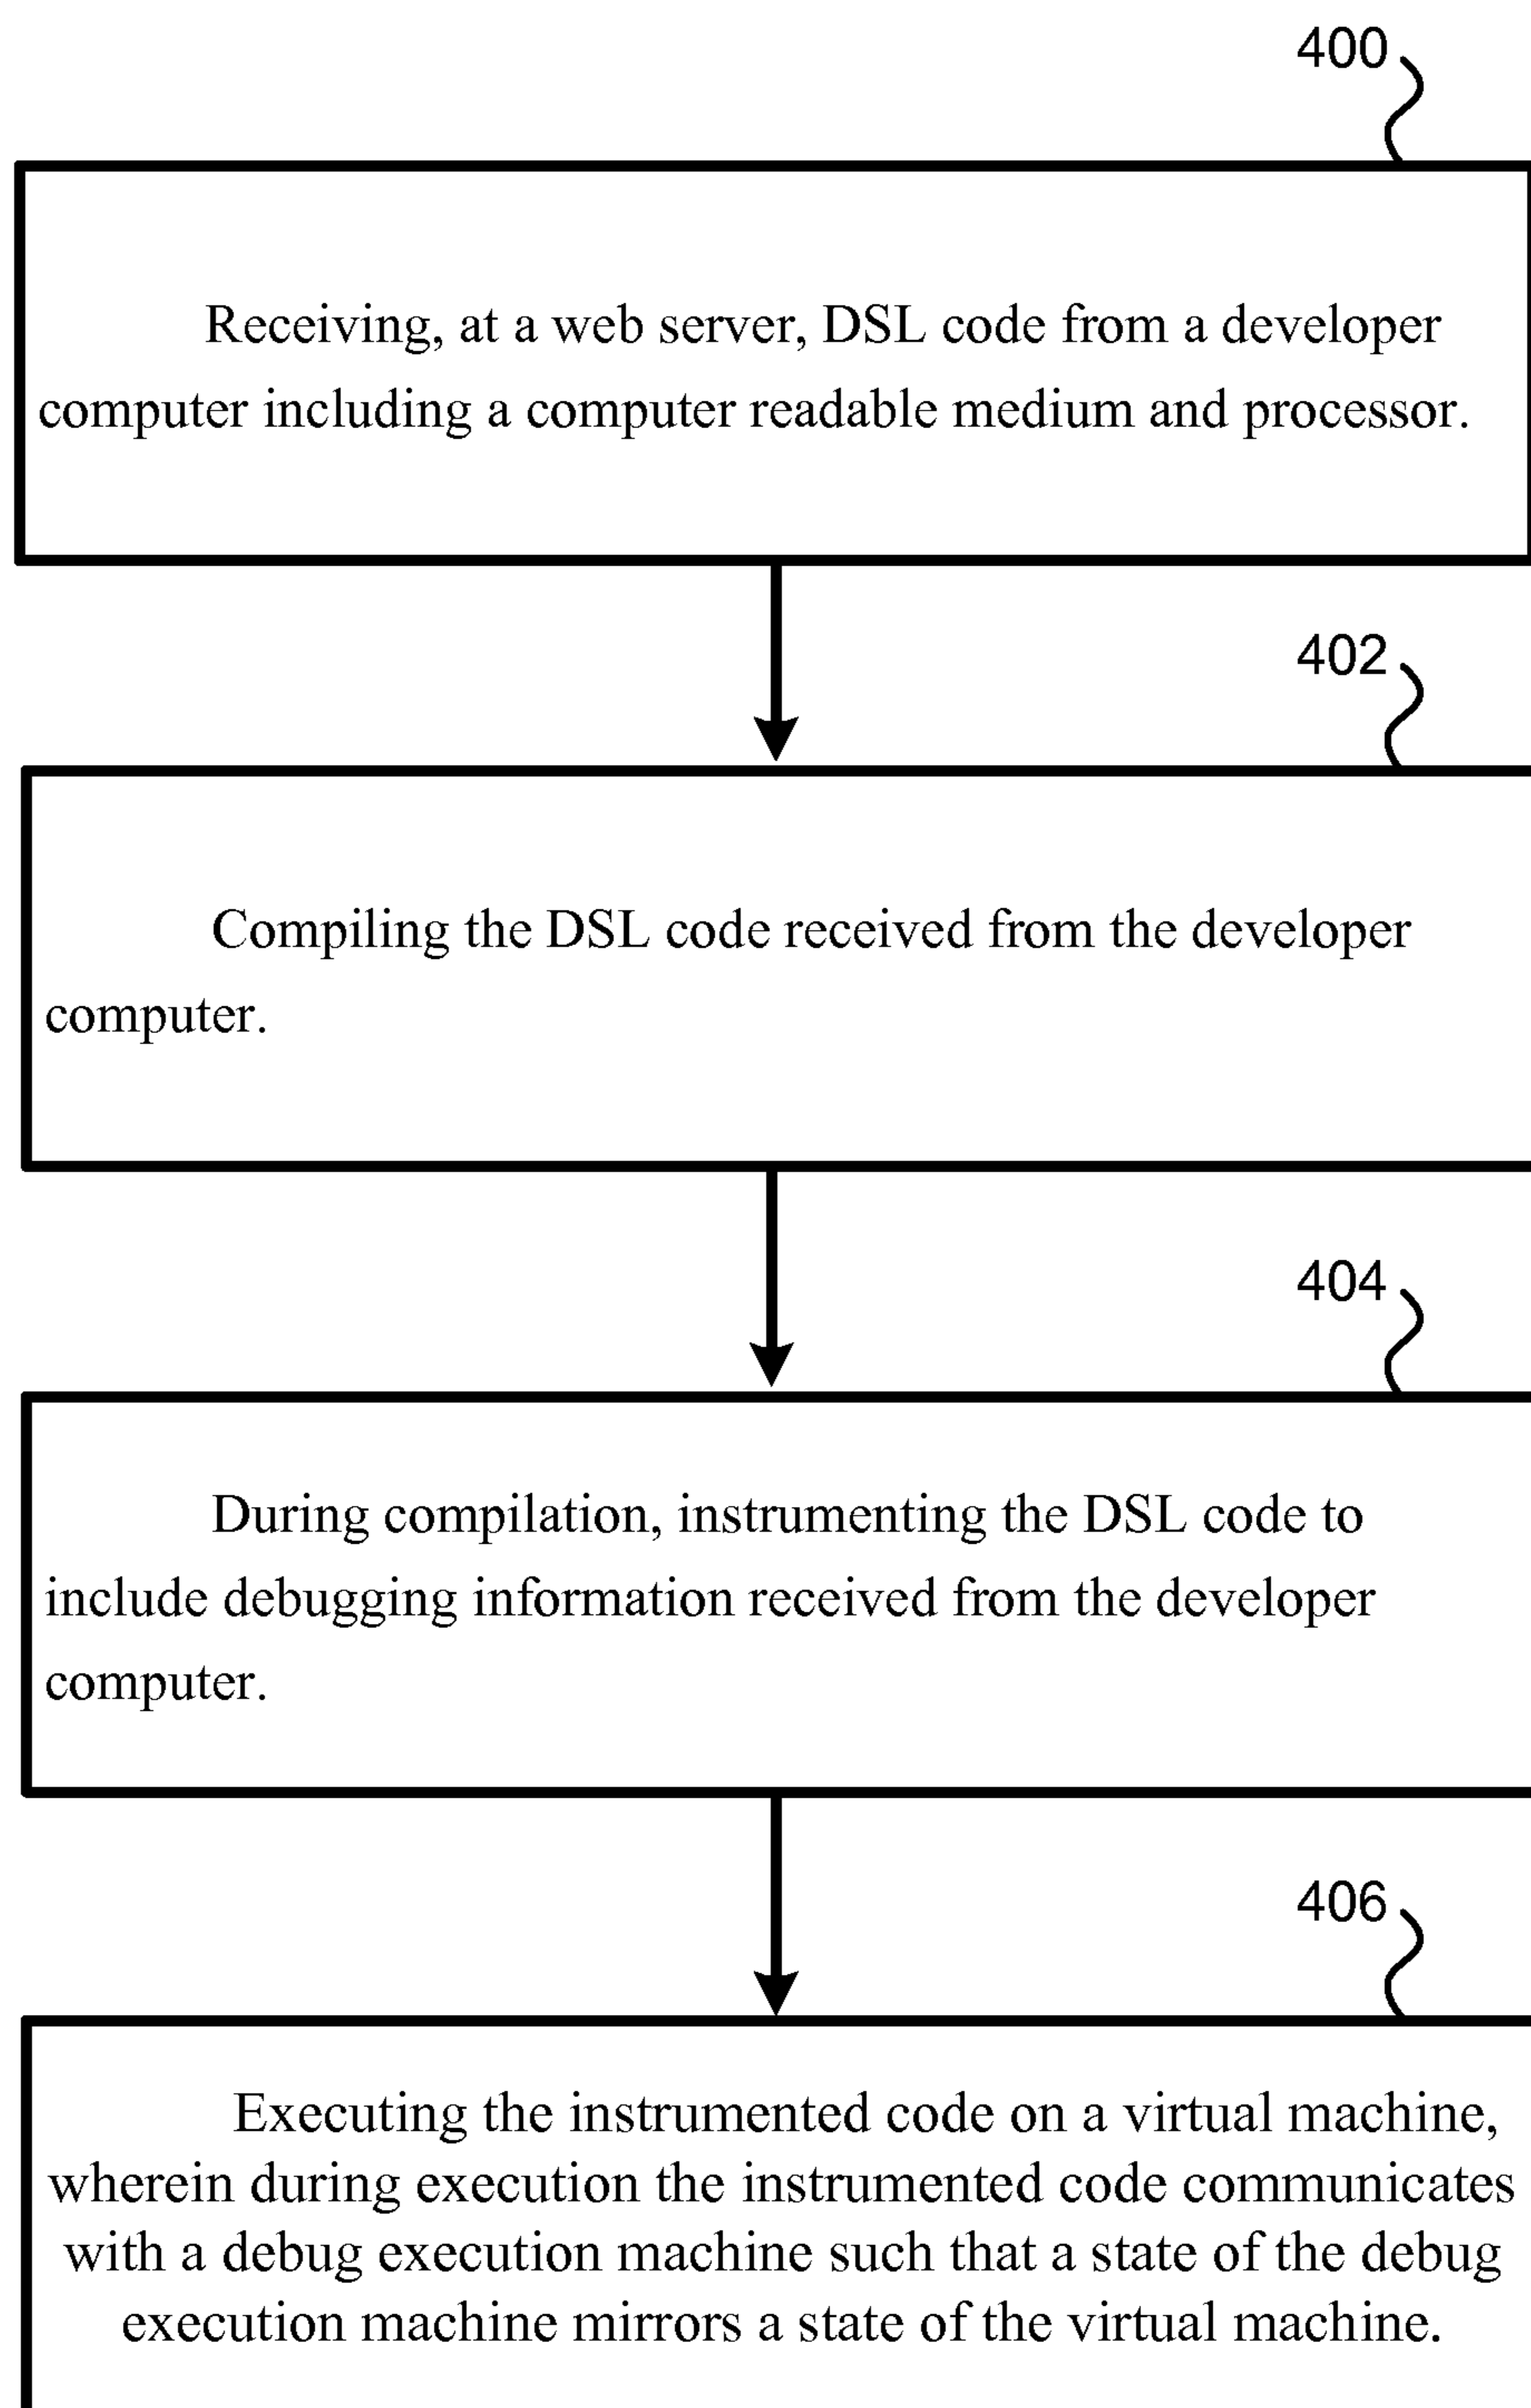 400
Receiving, at a web server, DSL code from a developer
computer including a computer readable medium and processor.
402
Compiling the DSL code received from the developer
computer.
404
During compilation, instrumenting the DSL code to
include debugging information received from the developer
computer.
406
Executing the instrumented code on a virtual machine,
wherein during execution the instrumented code communicates
with a debug execution machine such that a state of the debug
execution machine mirrors a state of the virtual machine.